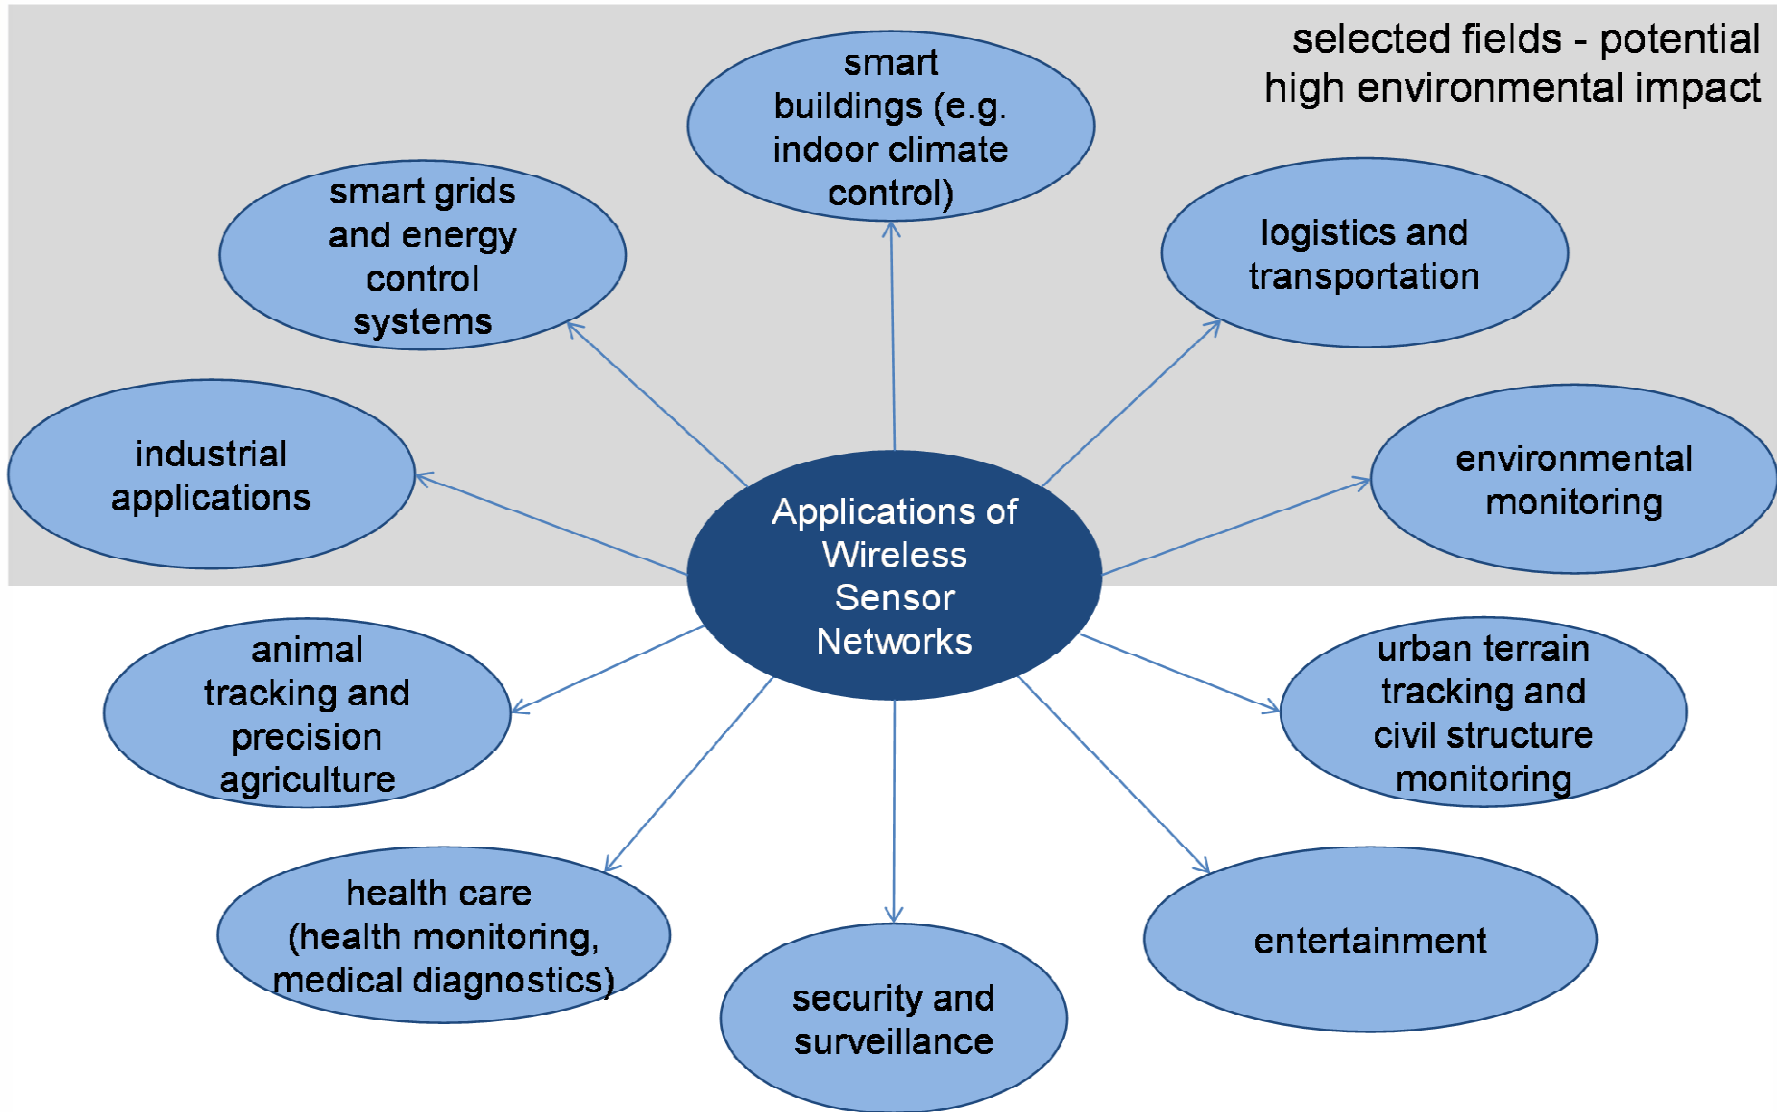 selected fields - potential
high environmental impact
smart
buildings (e.g.
indoor climate
control)
smart grids
and energy
control
systems
logistics and
transportation
industrial
applications
environmental
monitoring
Applications of
Wireless
Sensor
Networks
animal
tracking and
precision
agriculture
urban terrain
tracking and
civil structure
monitoring
health care
(health monitoring,
medical diagnostics)
security and
surveillance
entertainment